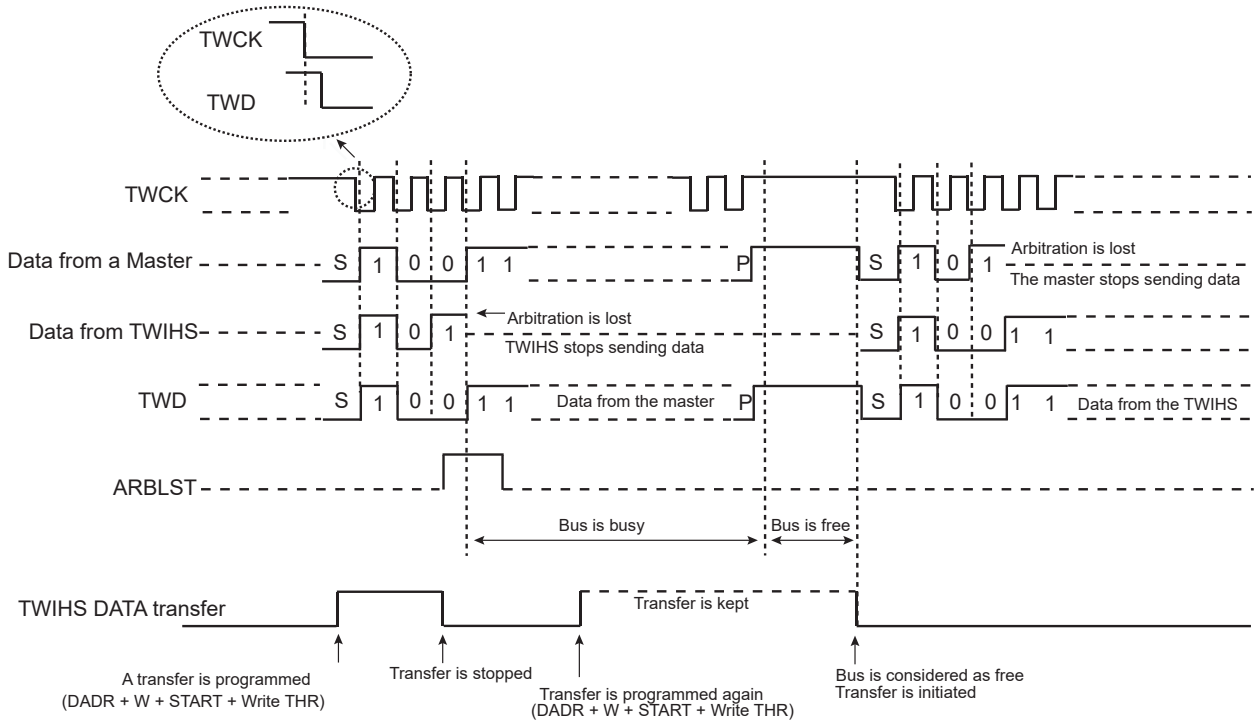 TWCK
TWD
TWCK
Data from a Master
S 1 0 0 1 1
P
S 1 0 1
Arbitration is lost
The master stops sending data
Data from TWIHS
S 1 0 1
Arbitration is lost
TWIHS stops sending data
S 1 0 0 1 1
TWD
S 1 0 0 1 1
Data from the master
P
S 1 0 0 1 1
Data from the TWIHS
ARBLST
Bus is busy
Bus is free
TWIHS DATA transfer
Transfer is kept
A transfer is programmed
(DADR + W + START + Write THR)
Transfer is stopped
Transfer is programmed again
(DADR + W + START + Write THR)
Bus is considered as free
Transfer is initiated